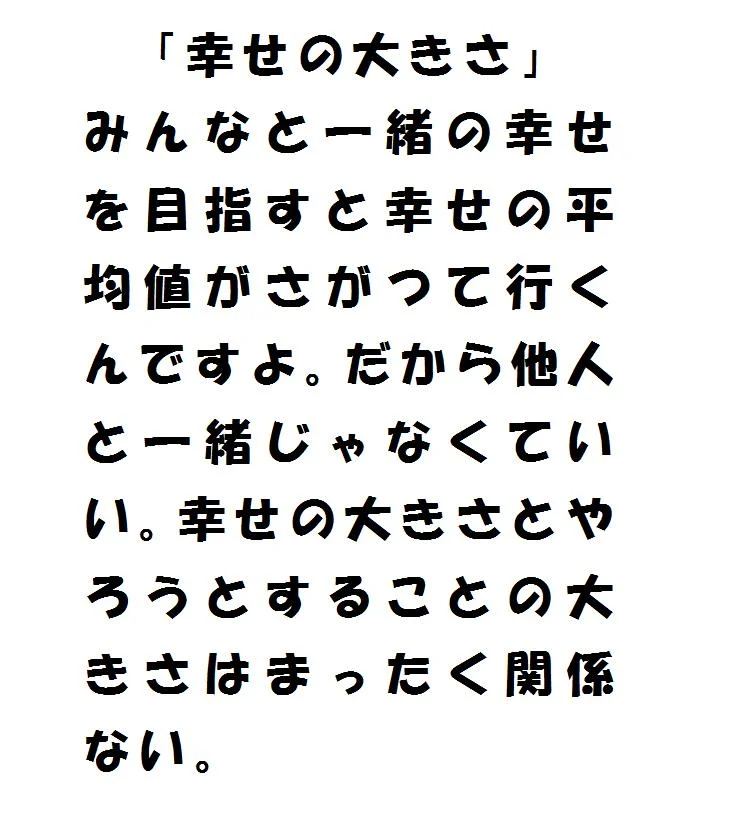 「幸せの大きさ」
みんなと一緒の幸せ
を目指すと幸せの平
均値がさがつて行く
んですよ。だから他人
と一緒じゃなくてい
い。幸せの大きさとや
ろうとすることの大
きさはまったく関係
ない。